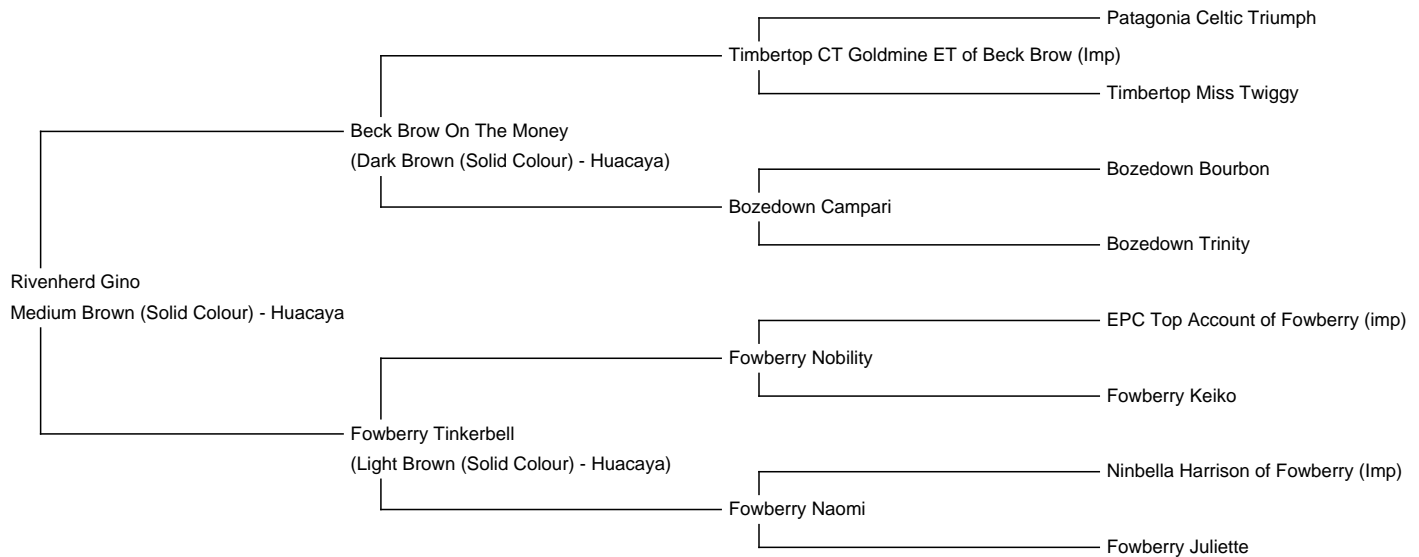 Patagonia Celtic Triumph
Timbertop CT Goldmine ET of Beck Brow (Imp)
Timbertop Miss Twiggy
Beck Brow On The Money
(Dark Brown (Solid Colour) - Huacaya)
Bozedown Bourbon
Bozedown Campari
Bozedown Trinity
Rivenherd Gino
Medium Brown (Solid Colour) - Huacaya
EPC Top Account of Fowberry (imp)
Fowberry Nobility
Fowberry Keiko
Fowberry Tinkerbell
(Light Brown (Solid Colour) - Huacaya)
Ninbella Harrison of Fowberry (Imp)
Fowberry Naomi
Fowberry Juliette